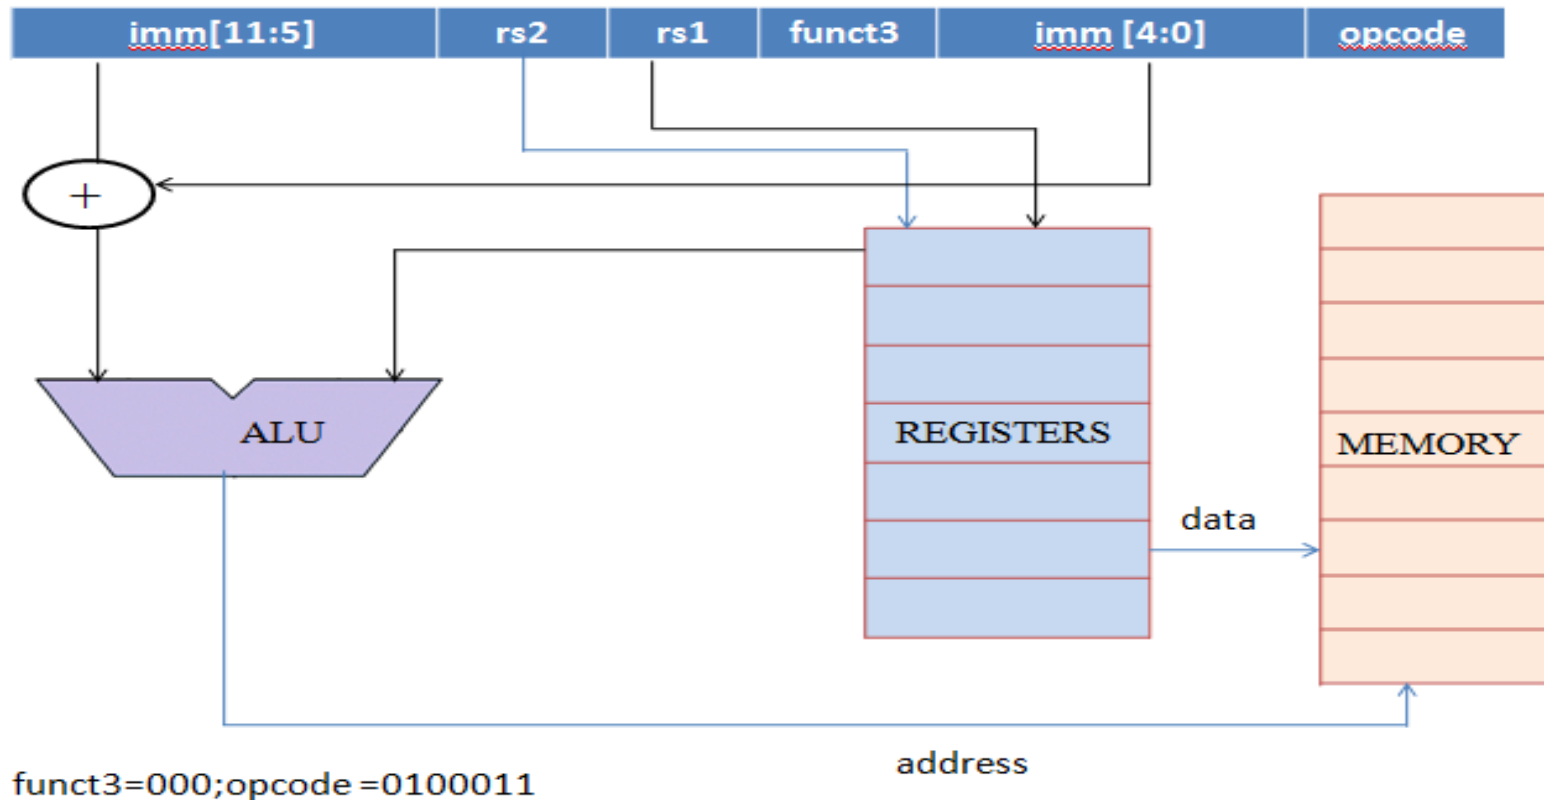 imm[11:5] rs2 rs1 funct3 imm [4:0] opcode
+
ALU
REGISTERS
MEMORY
data
address
funct3=000;opcode =0100011